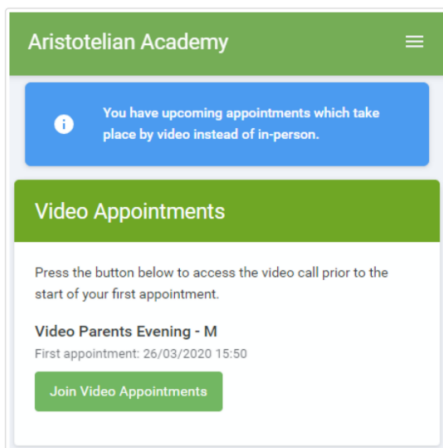 Aristotelian Academy
You have upcoming appointments which take
place by video instead of in-person.
Video Appointments
Press the button below to access the video call prior to the
start of your first appointment.
Video Parents Evening - M
First appointment: 26/03/2020 15:50
Join Video Appointments